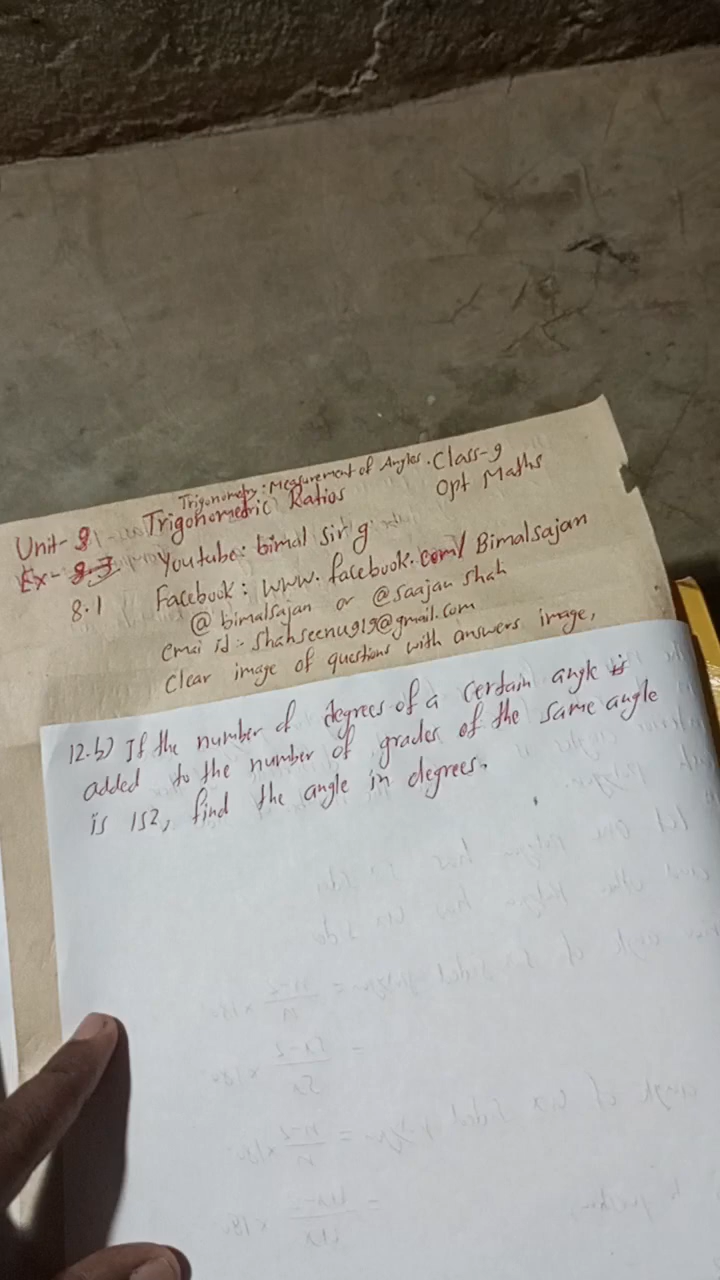 Trigonometry: Measurement of Angles. Class-9
Unit-8 Trigonometric Ratios Opt Maths
Ex-
8.1
Youtube: bimal sir g
Facebook: www.facebook.com/Bimalsajan
@ bimalsajan or @saajan shah
emai id:- shahseenu919@gmail.com
Clear image of questions with answers image,
12.b) If the number of degrees of a certain angle is
added to the number of grades of the same angle
is 152, find the angle in degrees.